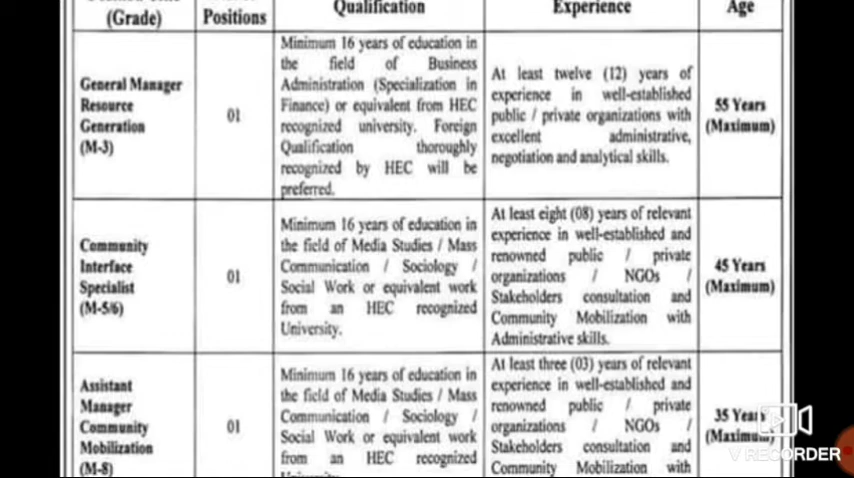 (Grade)
Positions
Qualification
Experience
Age
General Manager
Resource
Generation
(M-3)
01
Minimum 16 years of education in
the field of Business
Administration (Specialization in
Finance) or equivalent from HEC
recognized university. Foreign
Qualification thoroughly
recognized by HEC will be
preferred.
At least twelve (12) years of
experience in well-established
public / private organizations with
excellent administrative,
negotiation and analytical skills.
55 Years
(Maximum)
Community
Interface
Specialist
(M-5/6)
01
Minimum 16 years of education in
the field of Media Studies / Mass
Communication / Sociology /
Social Work or equivalent work
from an HEC recognized
University.
At least eight (08) years of relevant
experience in well-established and
renowned public / private
organizations / NGOs /
Stakeholders consultation and
Community Mobilization with
Administrative skills.
45 Years
(Maximum)
Assistant
Manager
Community
Mobilization
(M-8)
01
Minimum 16 years of education in
the field of Media Studies / Mass
Communication / Sociology /
Social Work or equivalent work
from an HEC recognized
At least three (03) years of relevant
experience in well-established and
renowned public / private
organizations / NGOs /
Stakeholders consultation and
Community Mobilization with
35 Years
(Maximum)
V RECORDER